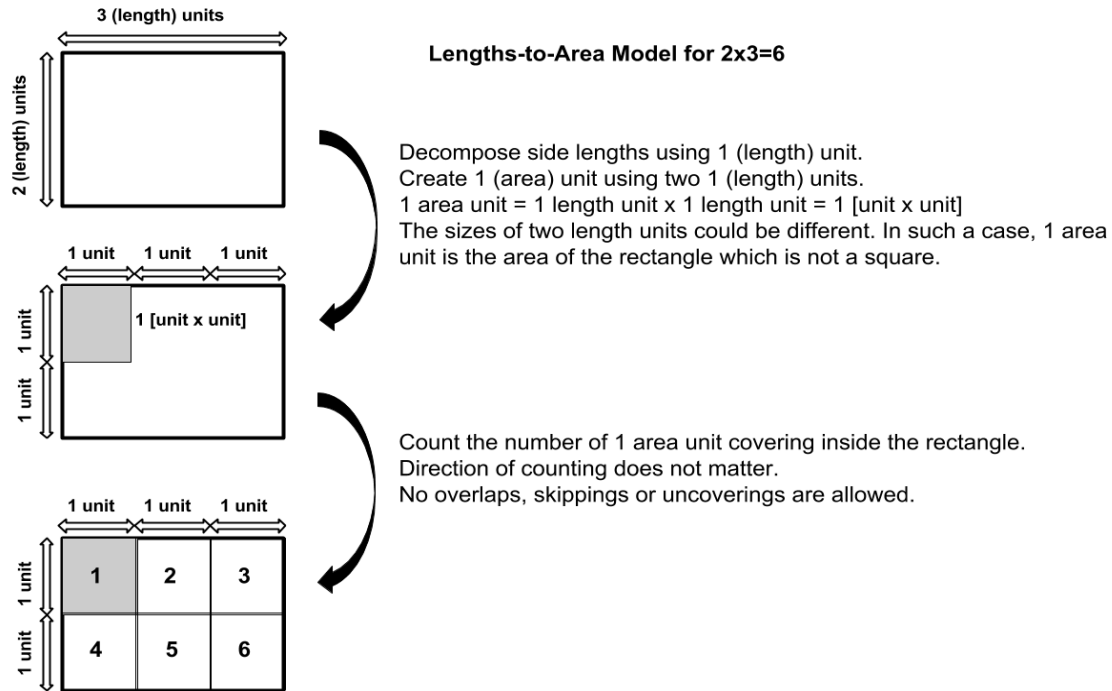 3 (length) units
Lengths-to-Area Model for 2x3=6
2 (length) units
Decompose side lengths using 1 (length) unit.
Create 1 (area) unit using two 1 (length) units.
1 area unit = 1 length unit x 1 length unit = 1 [unit x unit]
The sizes of two length units could be different. In such a case, 1 area
unit is the area of the rectangle which is not a square.
1 unit 1 unit 1 unit
1 unit
1 [unit x unit]
1 unit
Count the number of 1 area unit covering inside the rectangle.
Direction of counting does not matter.
No overlaps, skippings or uncoverings are allowed.
1 unit 1 unit 1 unit
1 unit
1 2 3
1 unit
4 5 6